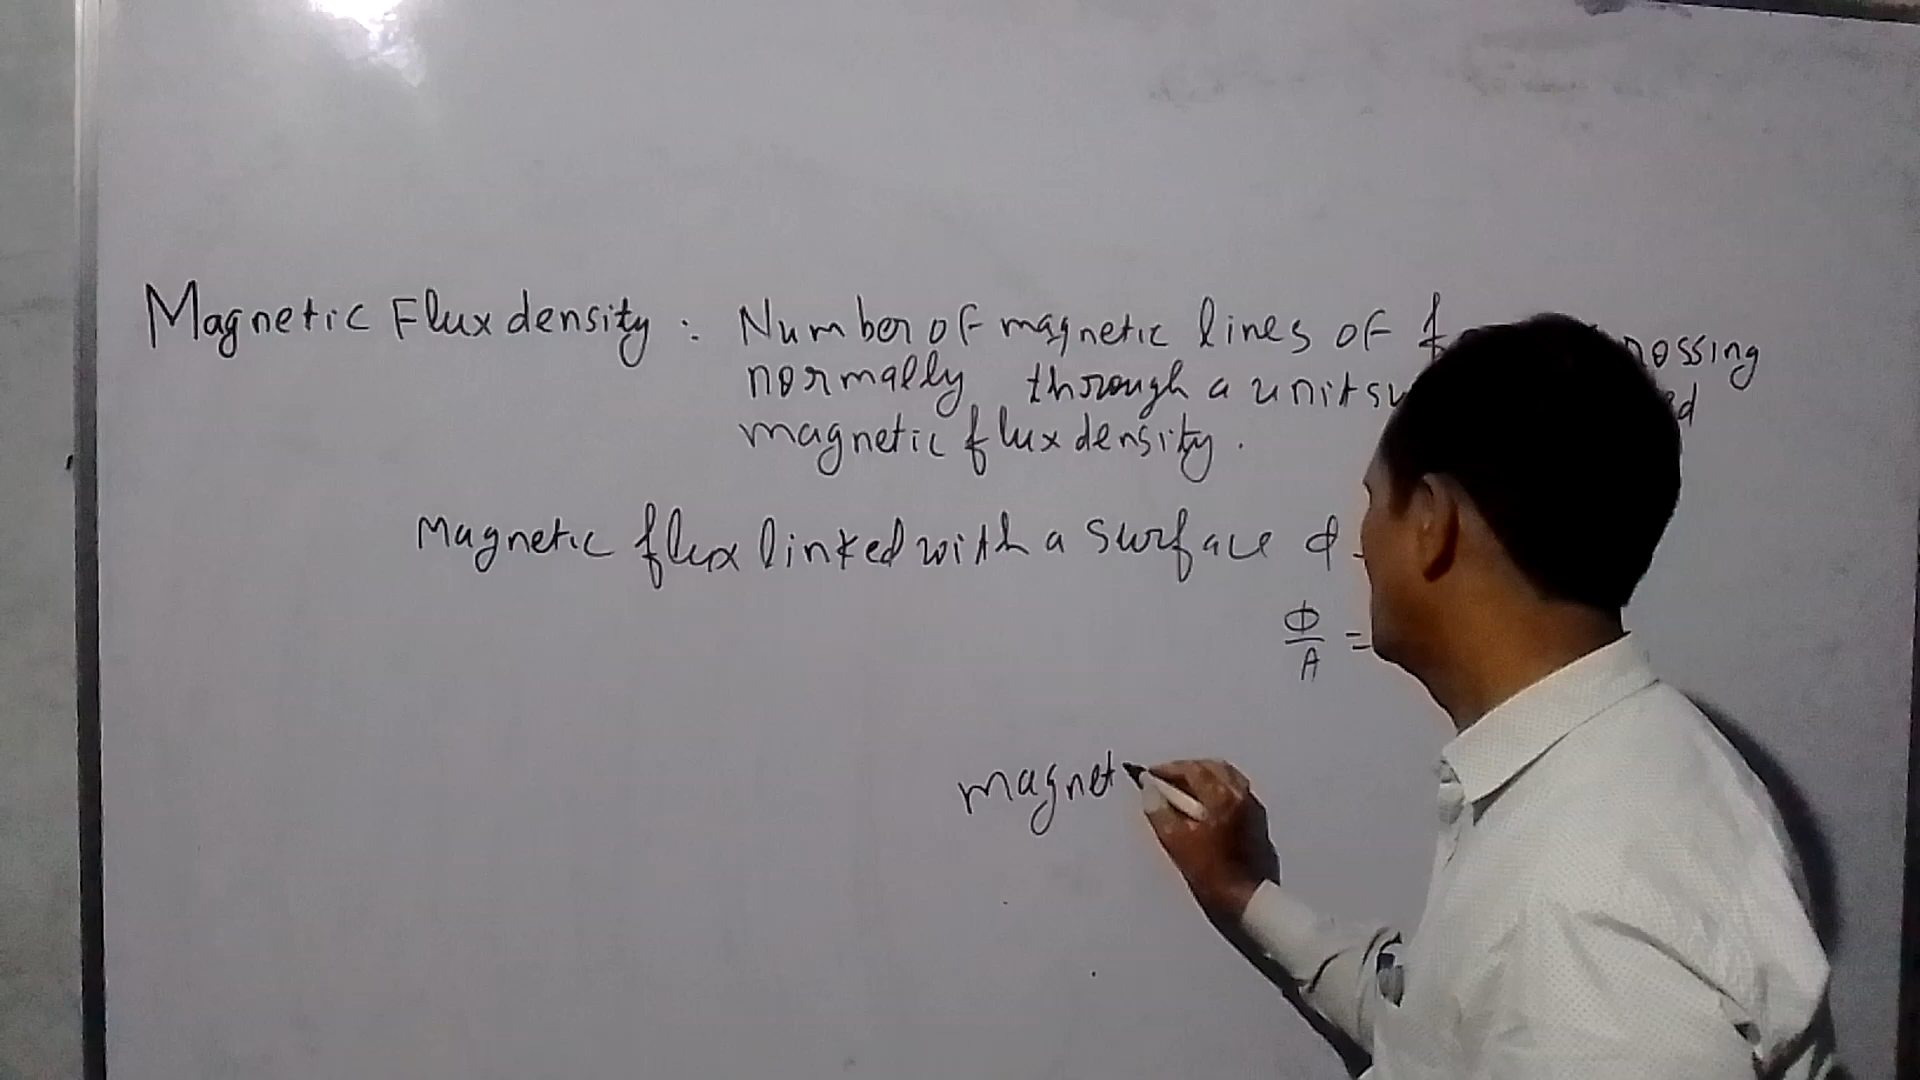 Magnetic Flux density : Number of magnetic lines of crossing
normally through a unit
magnetic flux density.
Magnetic flux linked with a surface ϕ
Φ/A =
magnet